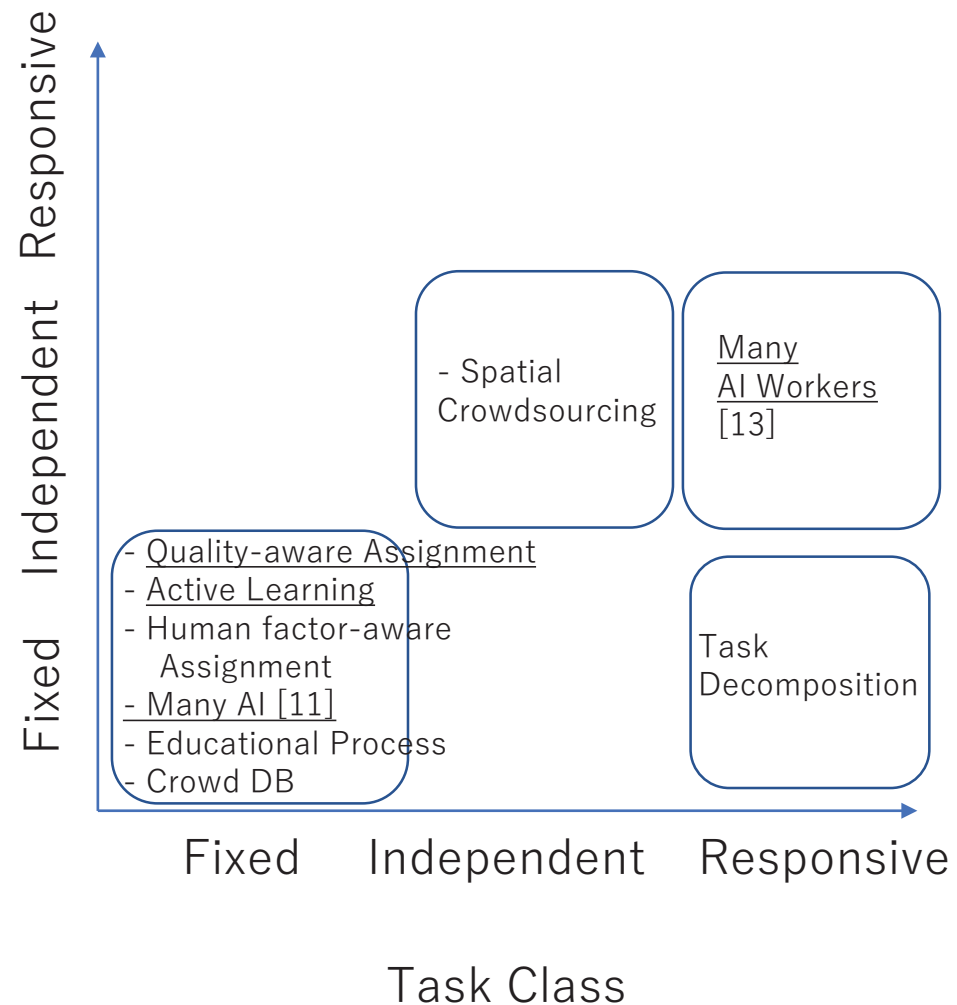 Responsive
Independent
Fixed
- Spatial
Crowdsourcing
Many
AI Workers
[13]
- Quality-aware Assignment
- Active Learning
- Human factor-aware
Assignment
- Many AI [11]
- Educational Process
- Crowd DB
Task
Decomposition
Fixed Independent Responsive
Task Class